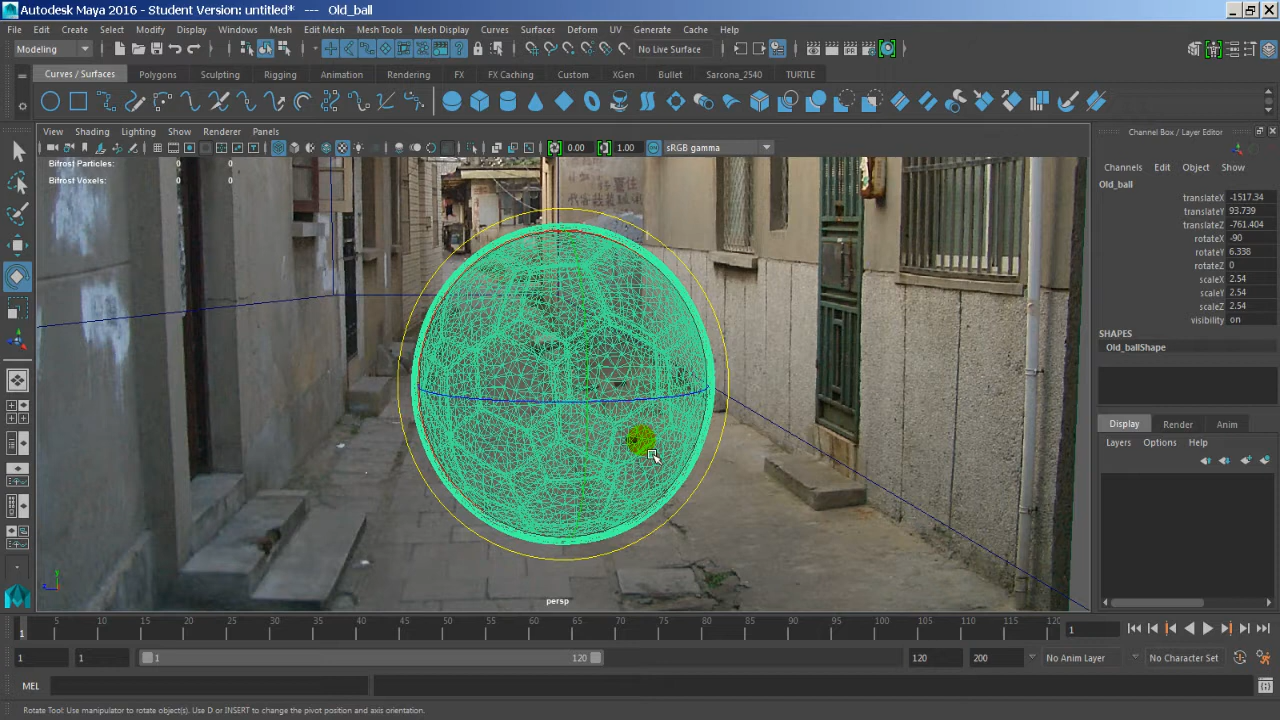 Autodesk Maya 2016 - Student Version: untitled* --- Old_ball
File Edit Create Select Modify Display Windows Mesh Edit Mesh Mesh Tools Mesh Display Curves Surfaces Deform UV Generate Cache Help
Modeling No Live Surface
Curves / Surfaces Polygons Sculpting Rigging Animation Rendering FX FX Caching Custom XGen Bullet Sarcona_2540 TURTLE
View Shading Lighting Show Renderer Panels
0.00 1.00 sRGB gamma
Bifrost Particles: 0 0
Bifrost Voxels: 0 0
persp
Channel Box / Layer Editor
Channels Edit Object Show
Old_ball
translateX -1517.34
translateY 93.739
translateZ -761.404
rotateX -90
rotateY 6.338
rotateZ 0
scaleX 2.54
scaleY 2.54
scaleZ 2.54
visibility on
SHAPES
Old_ballShape
Display Render Anim
Layers Options Help
1 5 10 15 20 25 30 35 40 45 50 55 60 65 70 75 80 85 90 95 100 105 110 115 120 1
1 1 1 120 120 200 No Anim Layer No Character Set
MEL
Rotate Tool: Use manipulator to rotate object(s). Use D or INSERT to change the pivot position and axis orientation.